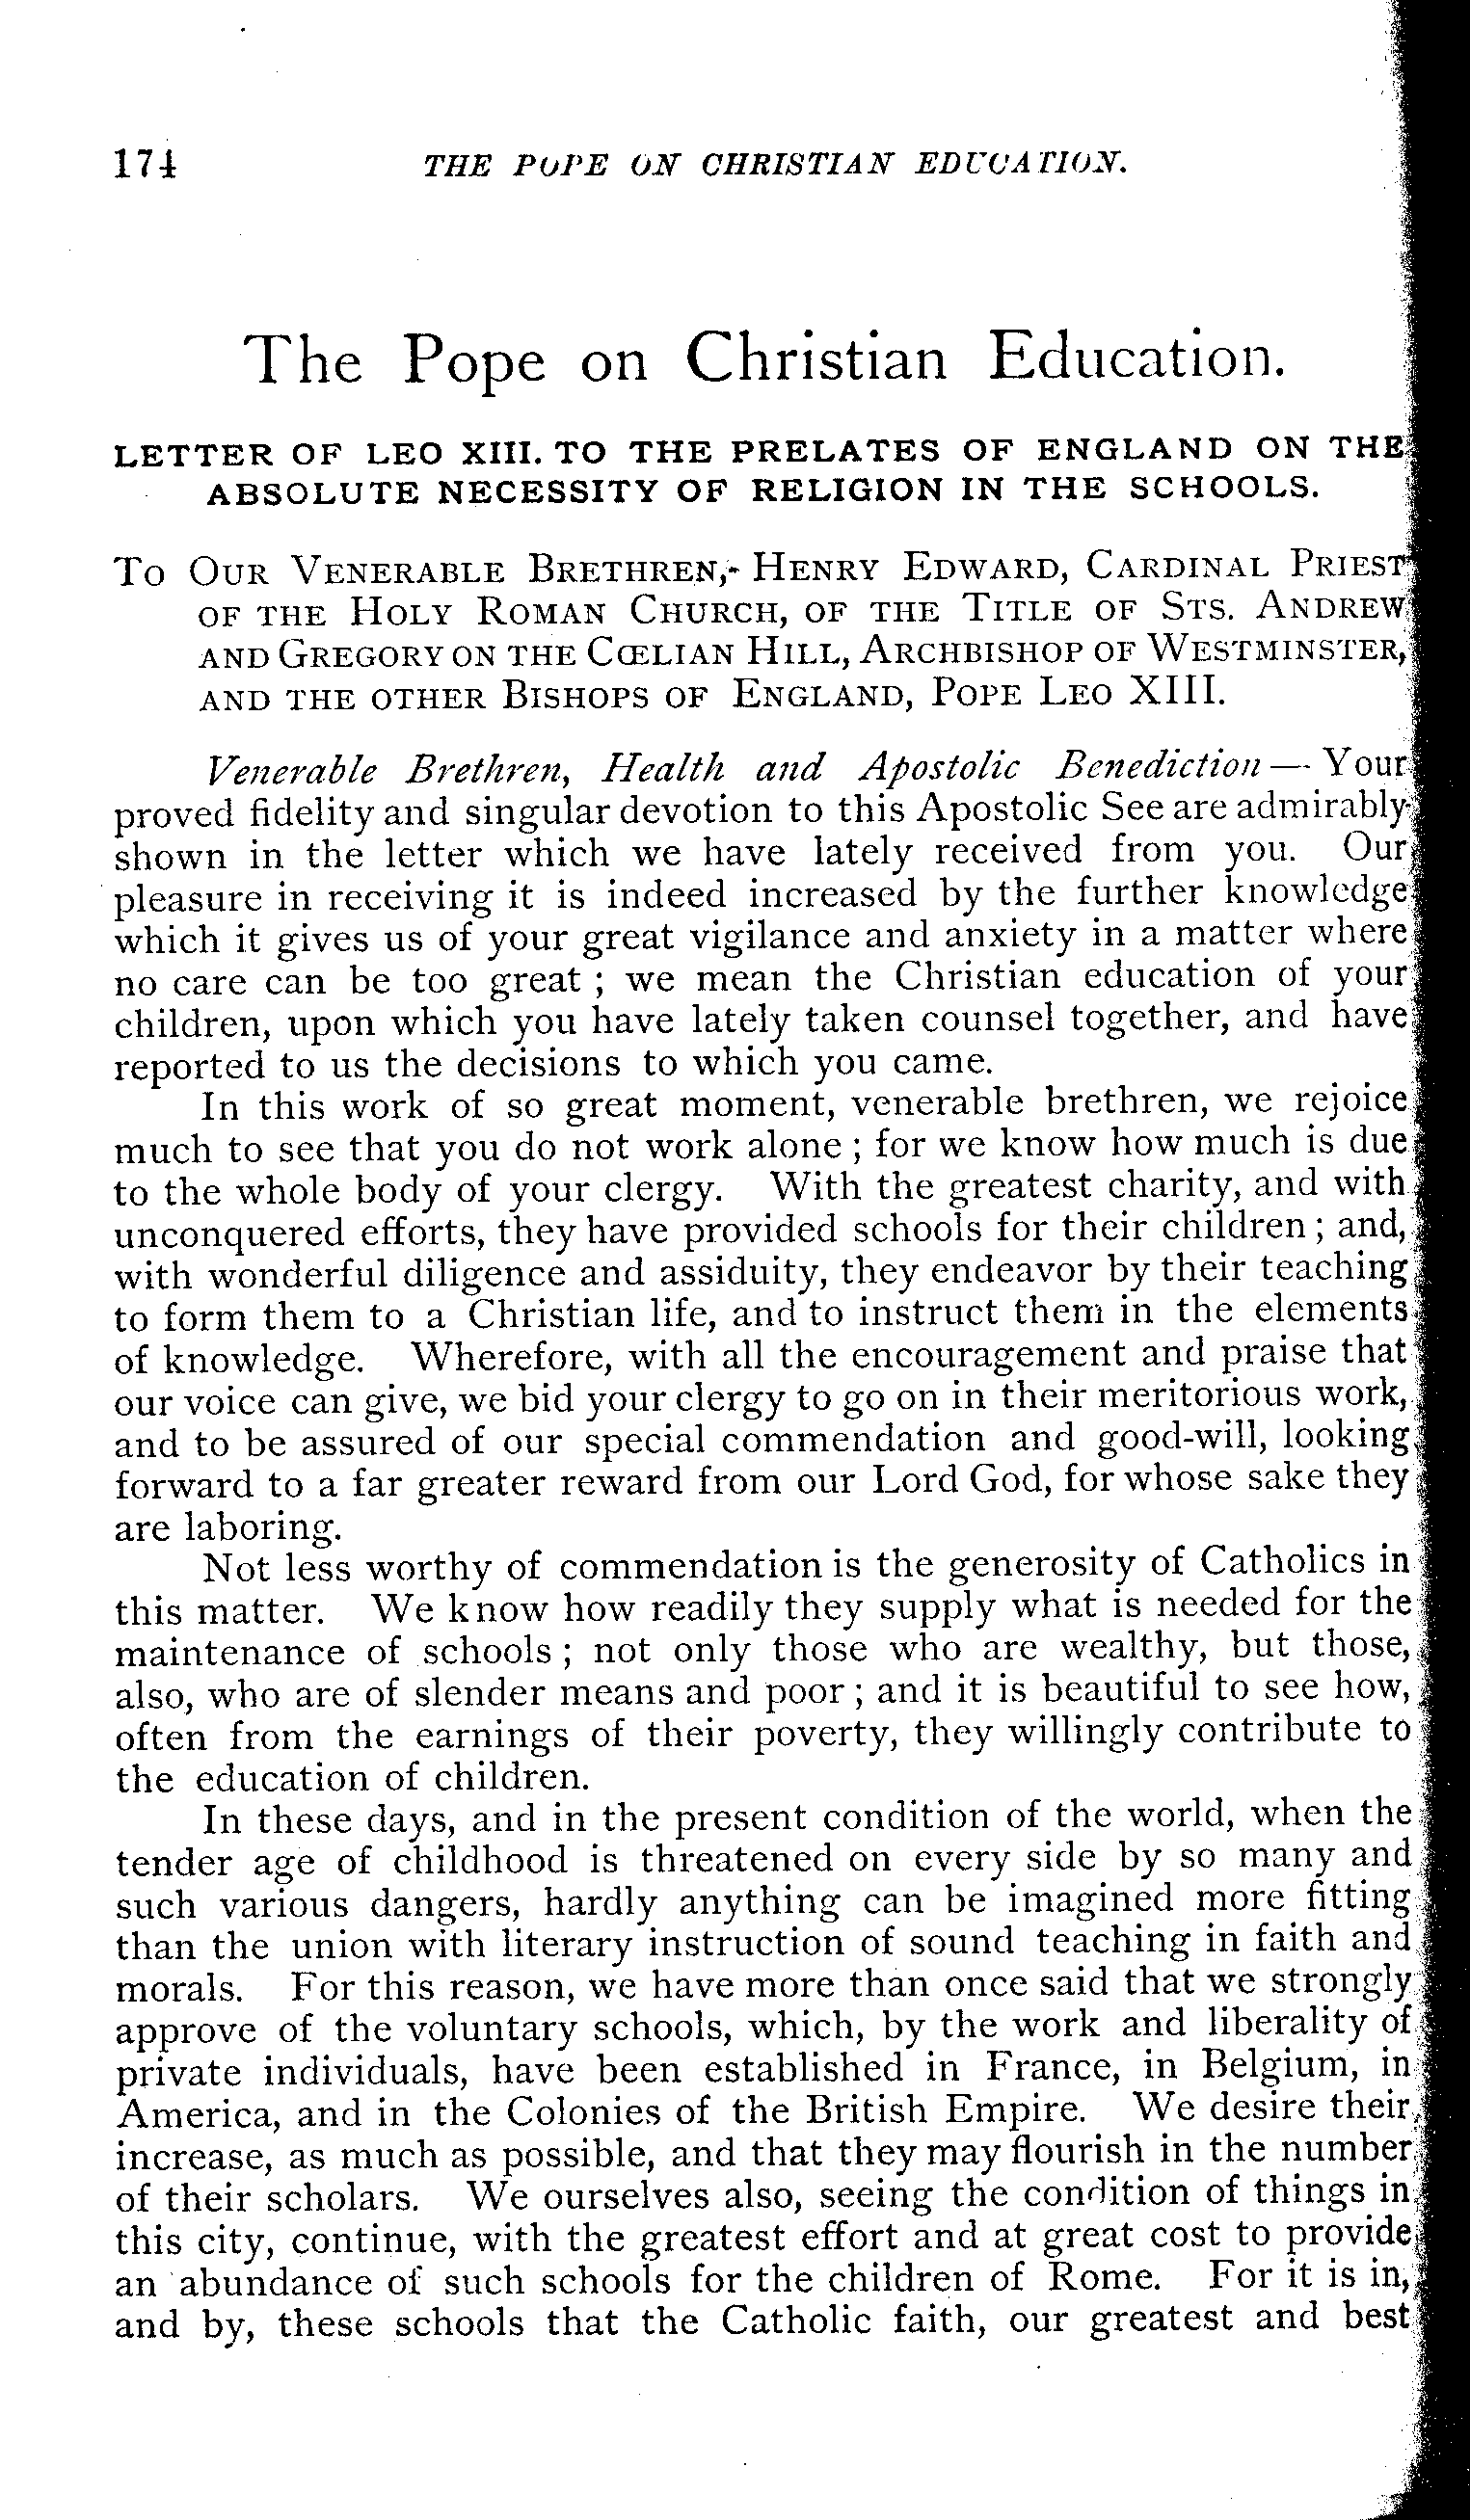 174 THE POPE ON CHRISTIAN EDUCATION.
The Pope on Christian Education.
LETTER OF LEO XIII. TO THE PRELATES OF ENGLAND ON THE
ABSOLUTE NECESSITY OF RELIGION IN THE SCHOOLS.
TO OUR VENERABLE BRETHREN, HENRY EDWARD, CARDINAL PRIEST
OF THE HOLY ROMAN CHURCH, OF THE TITLE OF STS. ANDREW
AND GREGORY ON THE CŒLIAN HILL, ARCHBISHOP OF WESTMINSTER,
AND THE OTHER BISHOPS OF ENGLAND, POPE LEO XIII.
Venerable Brethren, Health and Apostolic Benediction — Your
proved fidelity and singular devotion to this Apostolic See are admirably
shown in the letter which we have lately received from you. Our
pleasure in receiving it is indeed increased by the further knowledge
which it gives us of your great vigilance and anxiety in a matter where
no care can be too great ; we mean the Christian education of your
children, upon which you have lately taken counsel together, and have
reported to us the decisions to which you came.
In this work of so great moment, venerable brethren, we rejoice
much to see that you do not work alone ; for we know how much is due
to the whole body of your clergy. With the greatest charity, and with
unconquered efforts, they have provided schools for their children ; and,
with wonderful diligence and assiduity, they endeavor by their teaching
to form them to a Christian life, and to instruct them in the elements
of knowledge. Wherefore, with all the encouragement and praise that
our voice can give, we bid your clergy to go on in their meritorious work,
and to be assured of our special commendation and good-will, looking
forward to a far greater reward from our Lord God, for whose sake they
are laboring.
Not less worthy of commendation is the generosity of Catholics in
this matter. We know how readily they supply what is needed for the
maintenance of schools ; not only those who are wealthy, but those,
also, who are of slender means and poor ; and it is beautiful to see how,
often from the earnings of their poverty, they willingly contribute to
the education of children.
In these days, and in the present condition of the world, when the
tender age of childhood is threatened on every side by so many and
such various dangers, hardly anything can be imagined more fitting
than the union with literary instruction of sound teaching in faith and
morals. For this reason, we have more than once said that we strongly
approve of the voluntary schools, which, by the work and liberality of
private individuals, have been established in France, in Belgium, in
America, and in the Colonies of the British Empire. We desire their
increase, as much as possible, and that they may flourish in the number
of their scholars. We ourselves also, seeing the condition of things in
this city, continue, with the greatest effort and at great cost to provide
an abundance of such schools for the children of Rome. For it is in,
and by, these schools that the Catholic faith, our greatest and best